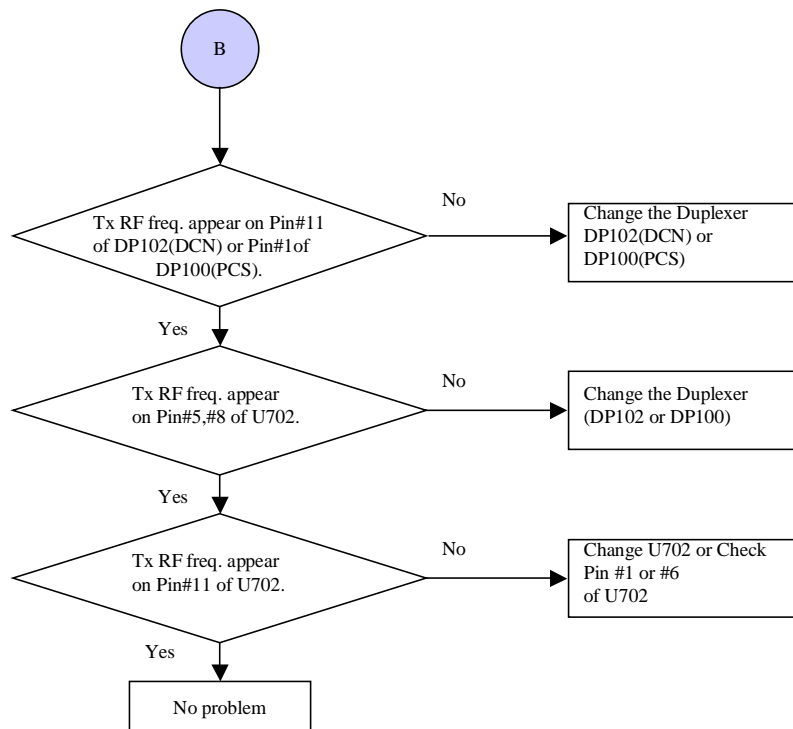 B
Tx RF freq. appear on Pin#11
of DP102(DCN) or Pin#1of
DP100(PCS).
No
Change the Duplexer
DP102(DCN) or
DP100(PCS)
Yes
Tx RF freq. appear
on Pin#5,#8 of U702.
No
Change the Duplexer
(DP102 or DP100)
Yes
Tx RF freq. appear
on Pin#11 of U702.
No
Change U702 or Check
Pin #1 or #6
of U702
Yes
No problem